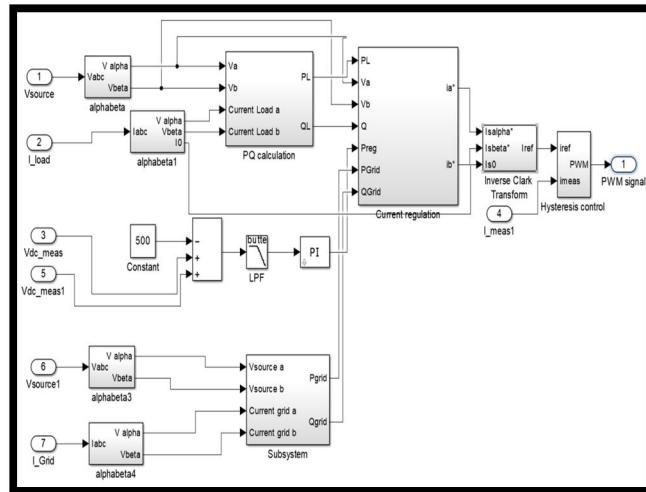 1
Vsource
Vabc
V alpha
Vbeta
alphabeta
2
I_load
Iabc
V alpha
Vbeta
I0
alphabeta1
Va
Vb
Current Load a
Current Load b
PL
QL
PQ calculation
PL
Va
Vb
Q
Preg
PGrid
QGrid
ia*
ib*
Current regulation
Isalpha*
Isbeta*
Is0
Iref
Inverse Clark
Transform
iref
imeas
PWM
Hysteresis control
1
PWM signal
4
I_meas1
3
Vdc_meas
5
Vdc_meas1
500
Constant
−
+
+
butte
LPF
PI
6
Vsource1
Vabc
V alpha
Vbeta
alphabeta3
7
I_Grid
Iabc
V alpha
Vbeta
alphabeta4
Vsource a
Vsource b
Current grid a
Current grid b
Pgrid
Qgrid
Subsystem